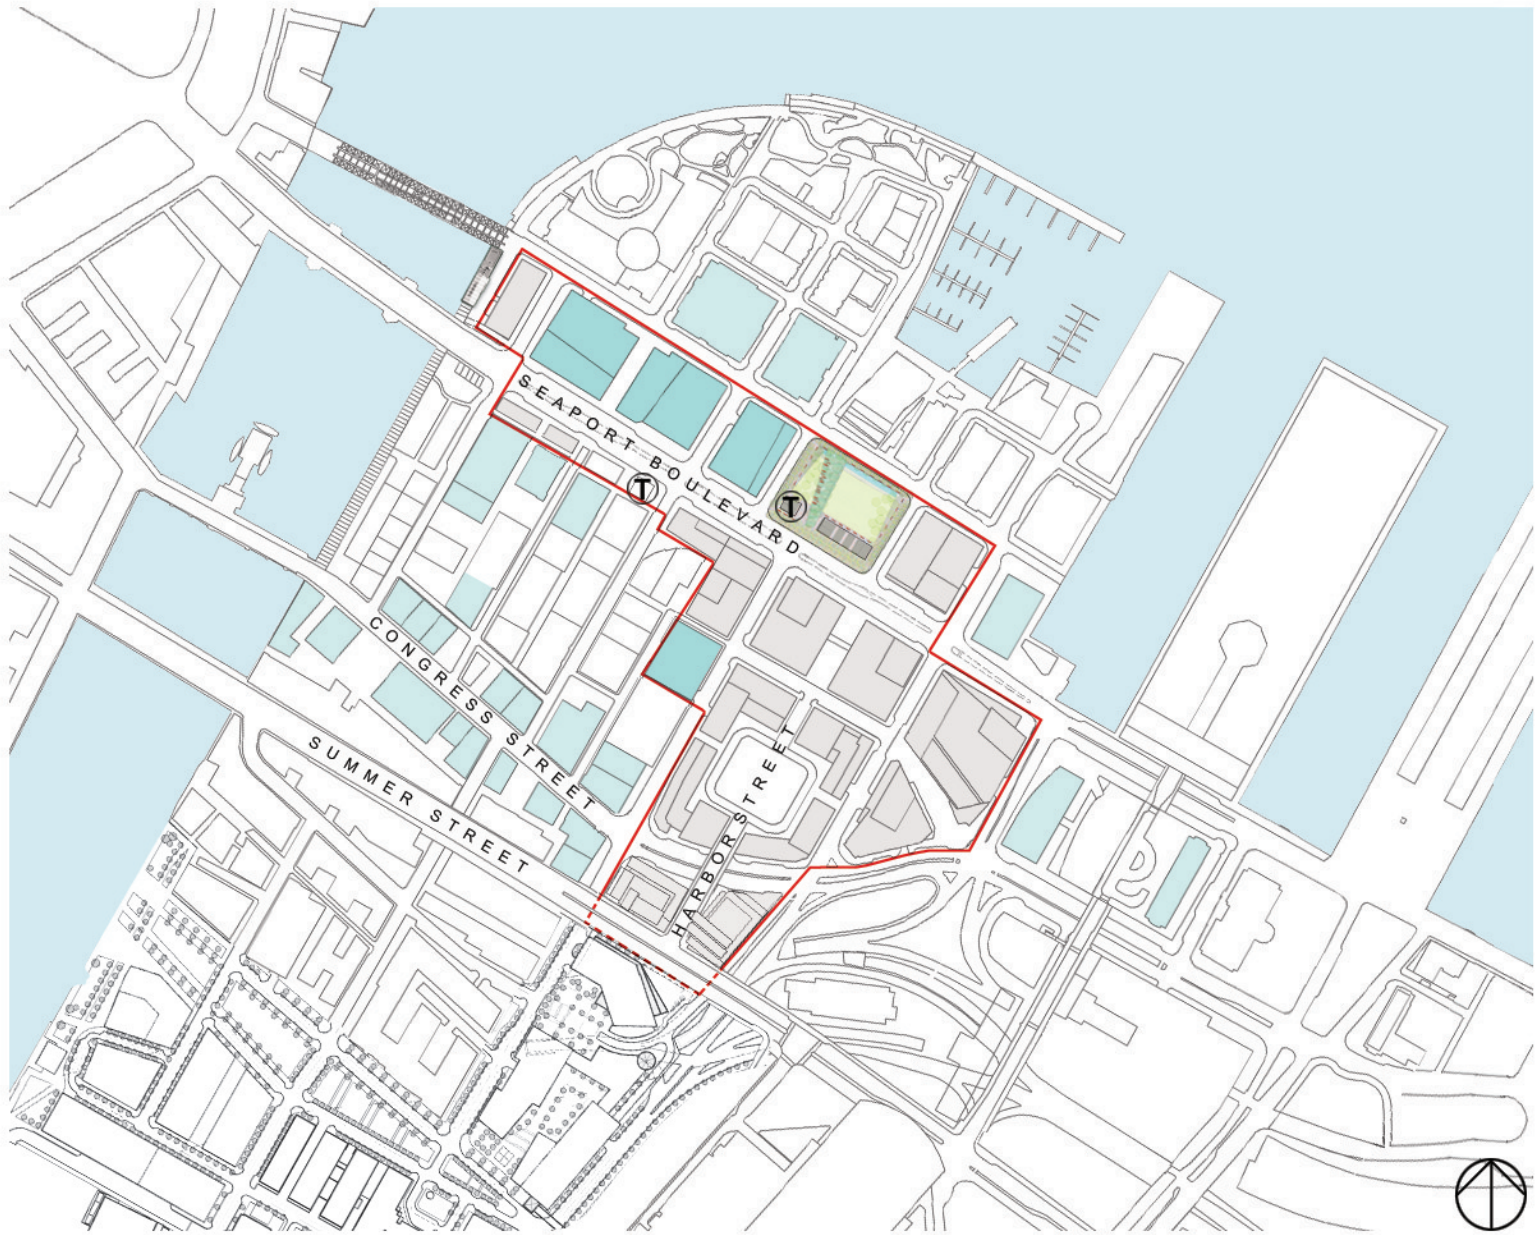 SEAPORT BOULEVARD
T
T
CONGRESS STREET
SUMMER STREET
HARBOR STREET